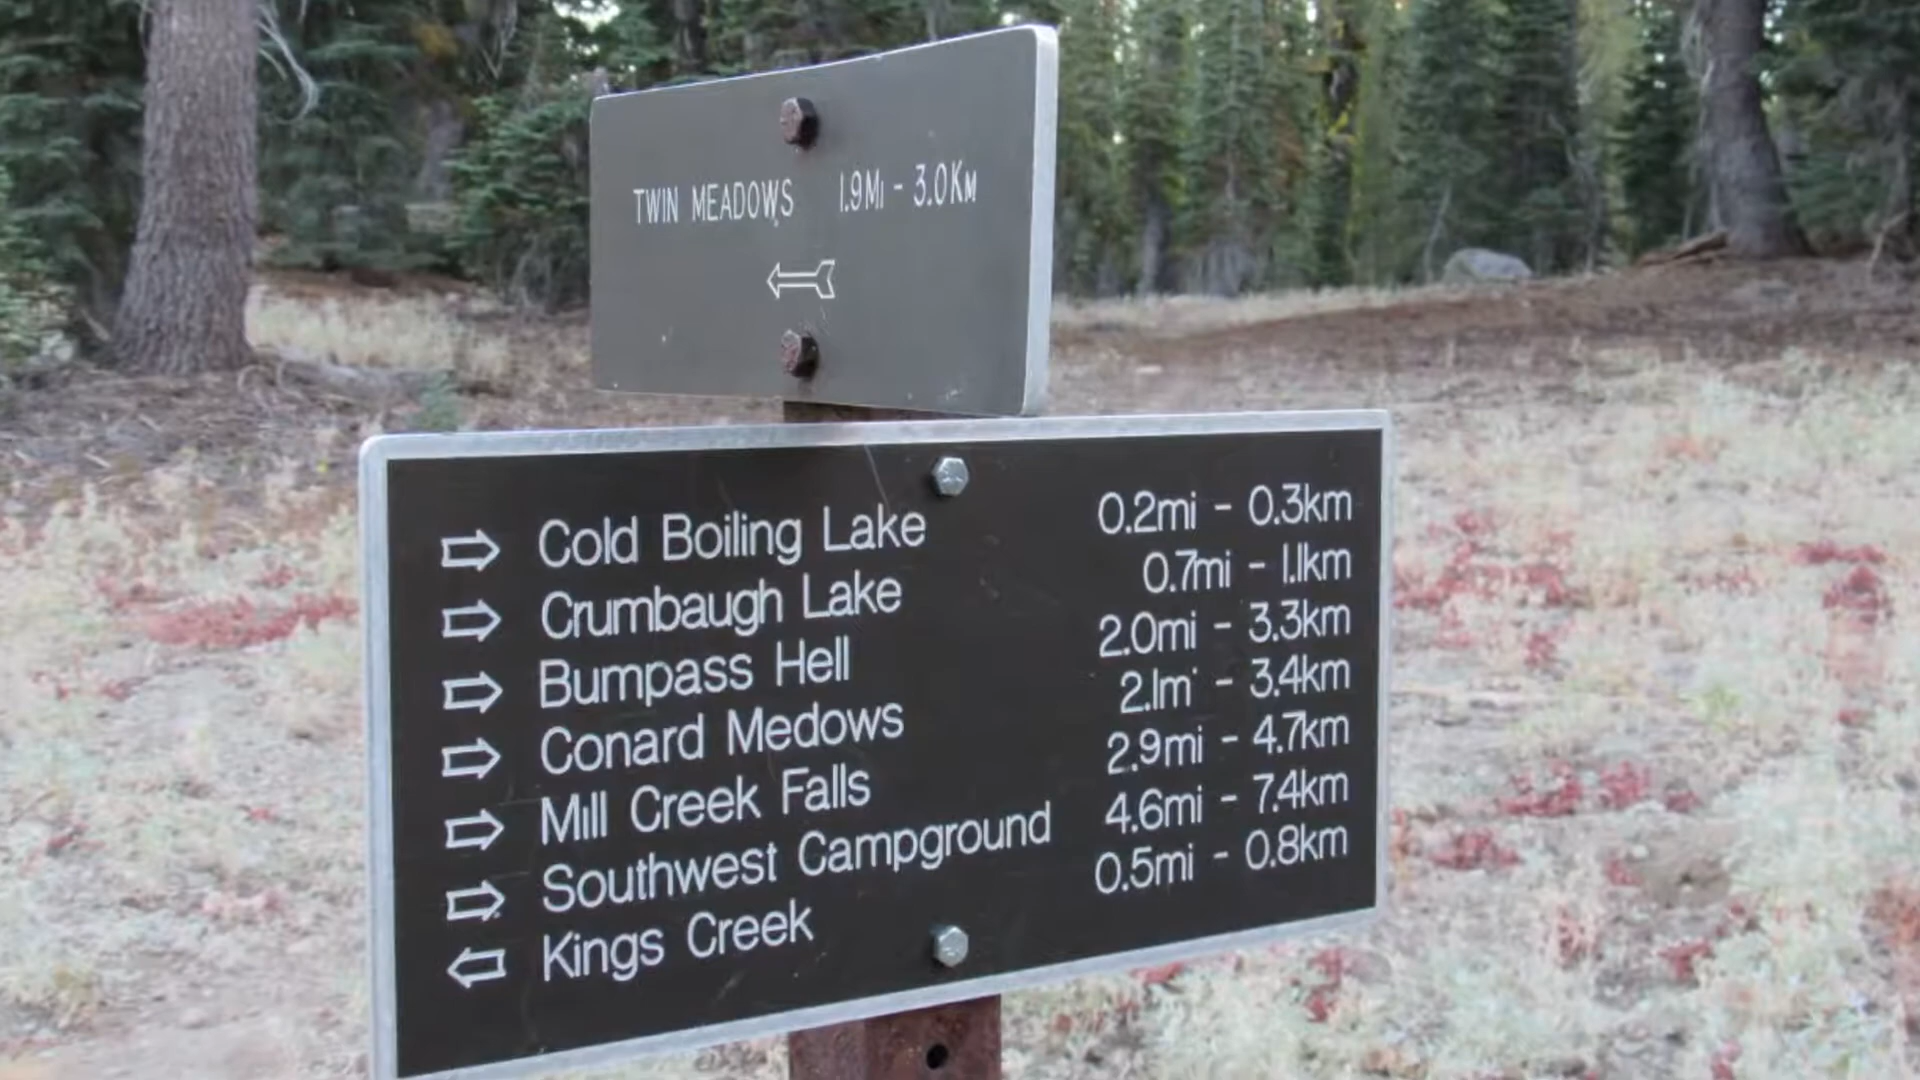 TWIN MEADOWS 1.9MI - 3.0KM
Cold Boiling Lake 0.2mi - 0.3km
Crumbaugh Lake 0.7mi - 1.1km
Bumpass Hell 2.0mi - 3.3km
Conard Medows 2.1m - 3.4km
Mill Creek Falls 2.9mi - 4.7km
Southwest Campground 4.6mi - 7.4km
Kings Creek 0.5mi - 0.8km